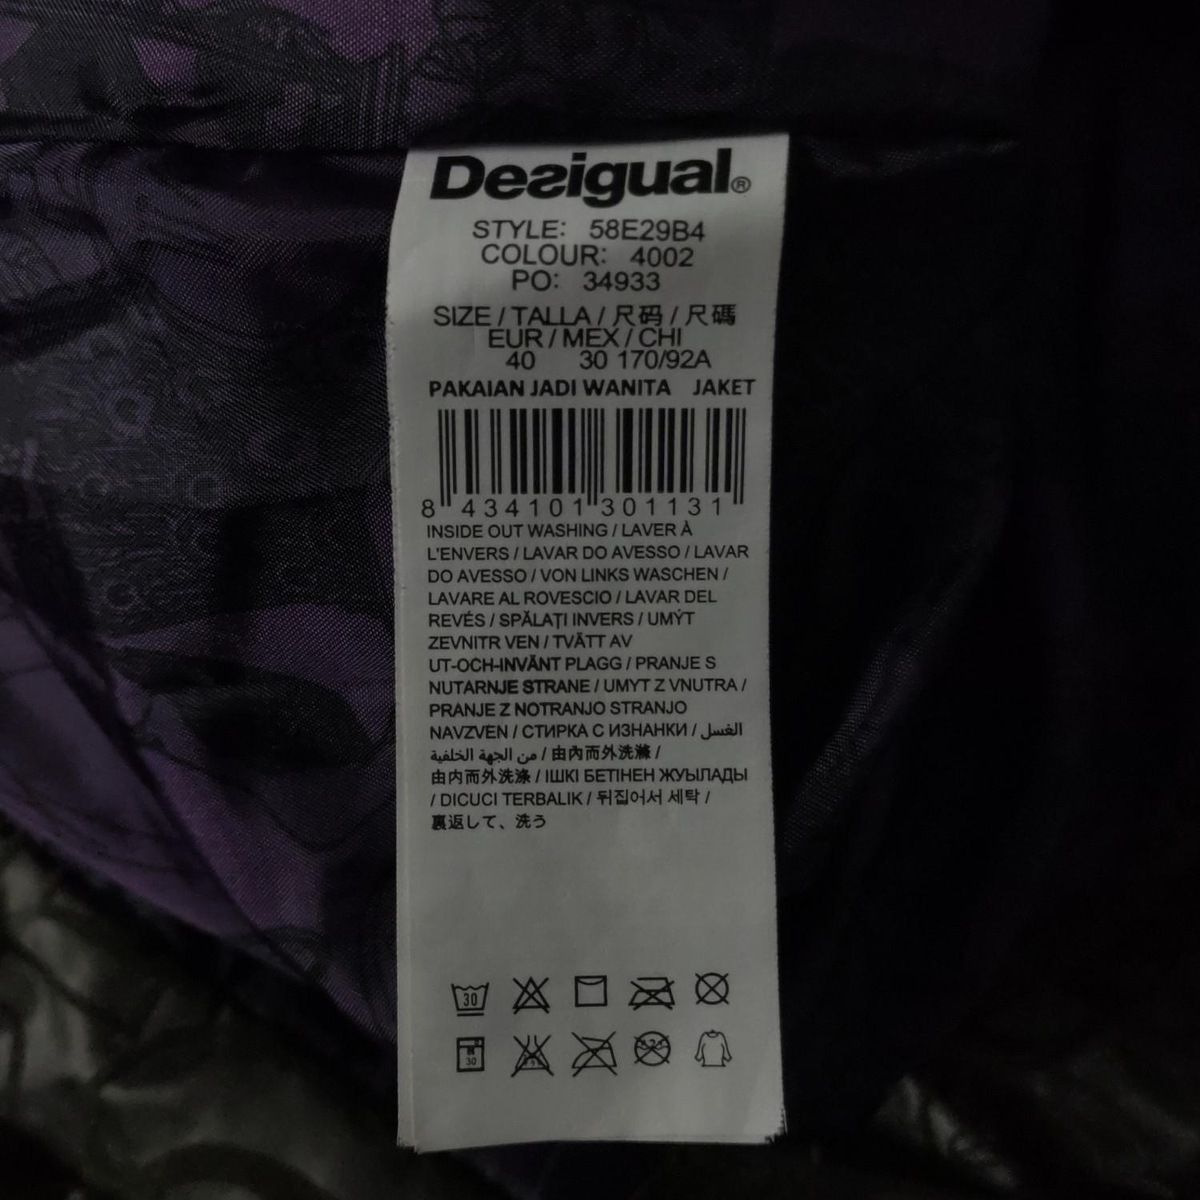 Desigual®
STYLE: 58E29B4
COLOUR: 4002
PO: 34933
SIZE / TALLA / 尺码 / 尺碼
EUR / MEX / CHI
40 30 170/92A
PAKAIAN JADI WANITA JAKET
8 434101 301131
INSIDE OUT WASHING / LAVER À
L'ENVERS / LAVAR DO AVESSO / LAVAR
DO AVESSO / VON LINKS WASCHEN /
LAVARE AL ROVESCIO / LAVAR DEL
REVÉS / SPĂLAȚI INVERS / UMÝT
ZEVNITR VEN / TVÄTT AV
UT-OCH-INVÄNT PLAGG / PRANJE S
NUTARNJE STRANE / UMYT Z VNUTRA /
PRANJE Z NOTRANJO STRANJO
NAVZVEN / СТИРКА С ИЗНАНКИ / الغسل
من الجهة الخلفية / 由內而外洗滌 /
由内而外洗涤 / ІШКІ БЕТІНЕН ЖУЫЛАДЫ
/ DICUCI TERBALIK / 뒤집어서 세탁 /
裏返して、洗う
30
30